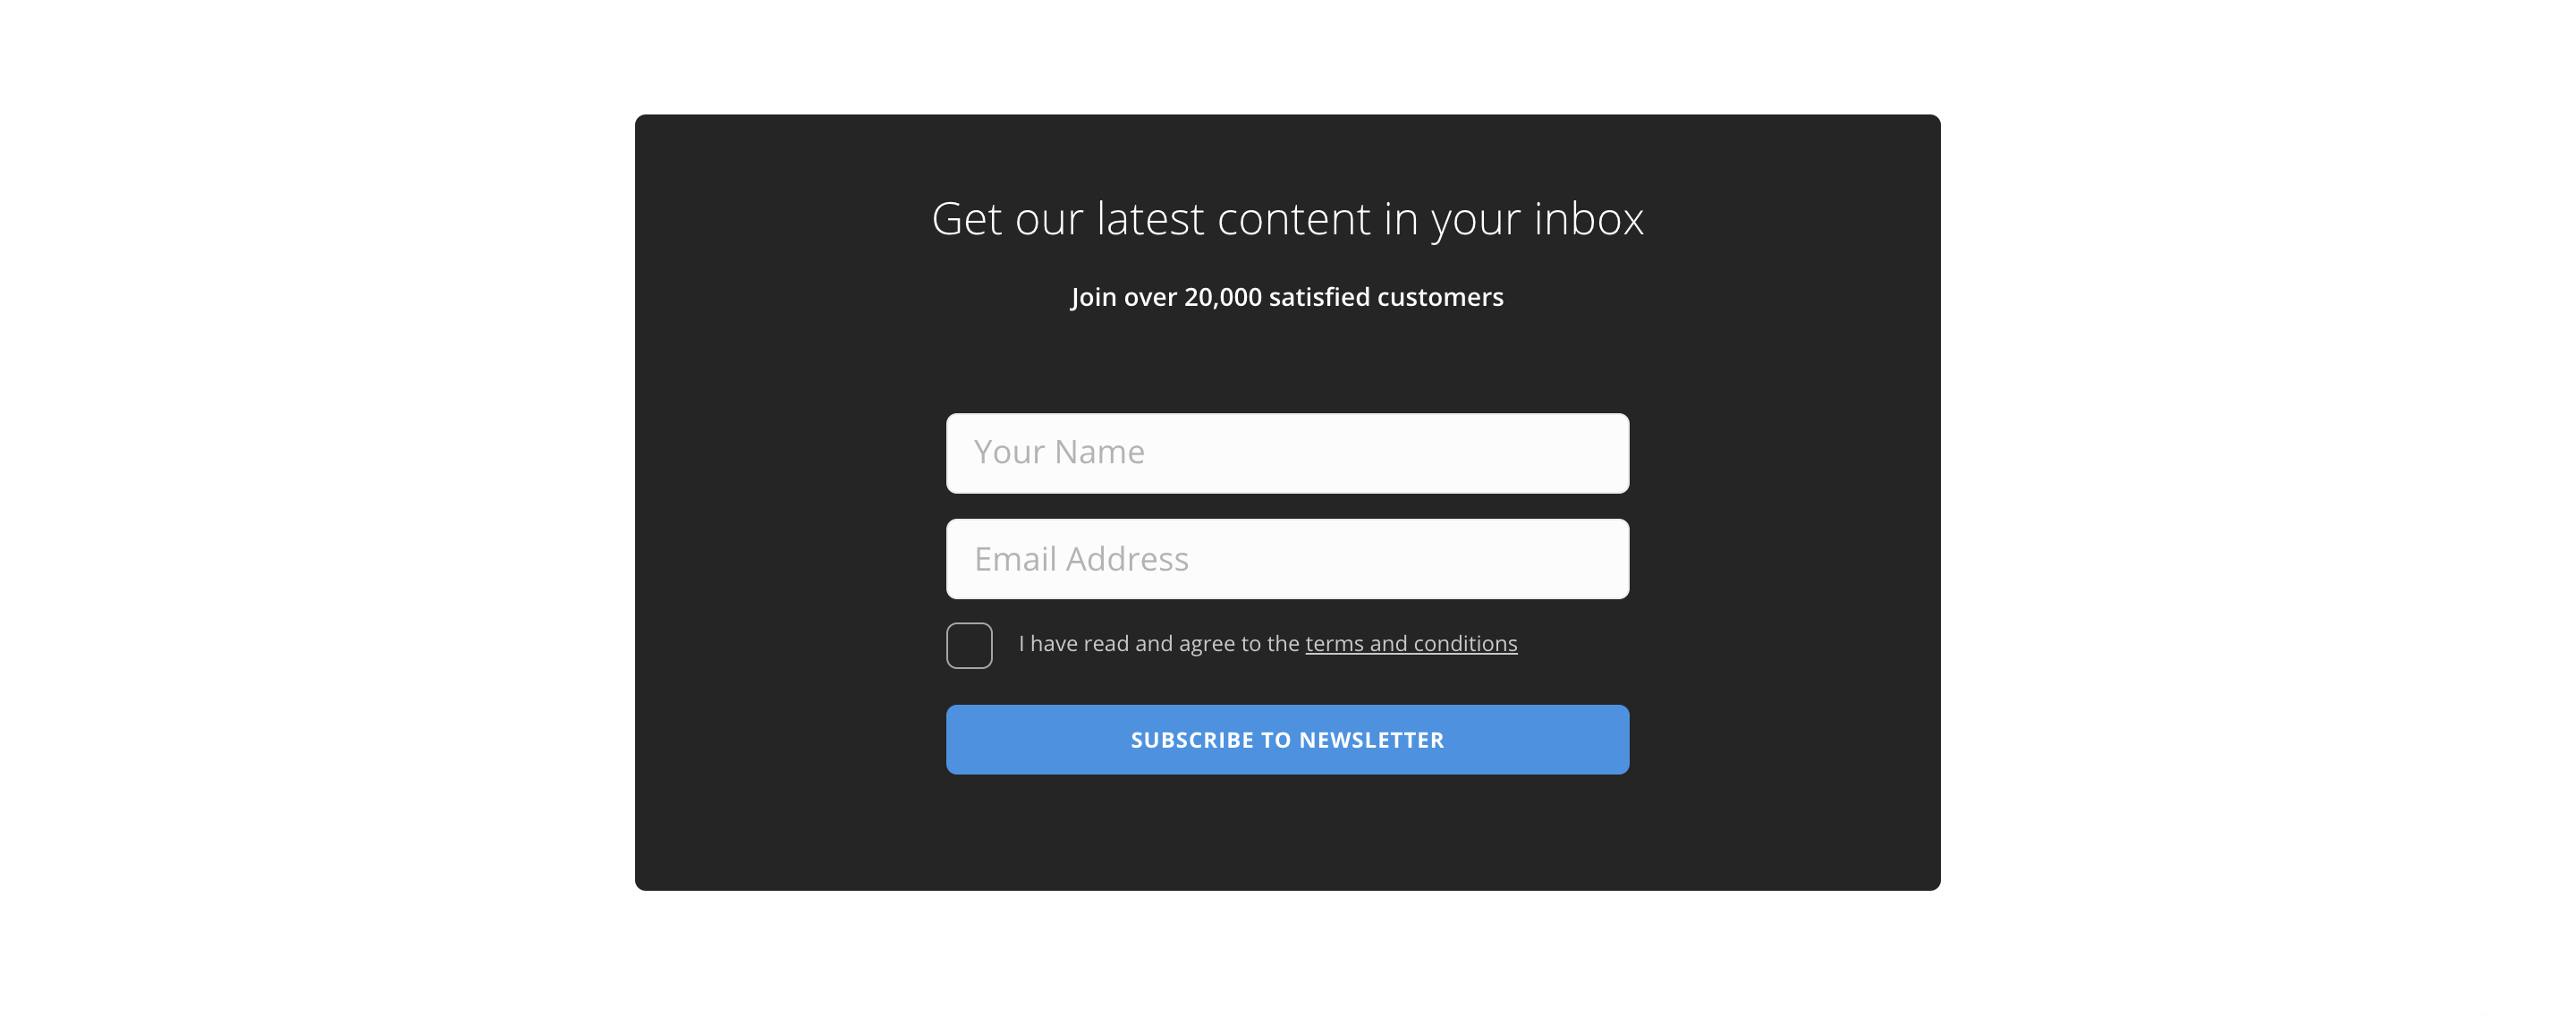 Get our latest content in your inbox
Join over 20,000 satisfied customers
Your Name
Email Address
I have read and agree to the terms and conditions
SUBSCRIBE TO NEWSLETTER